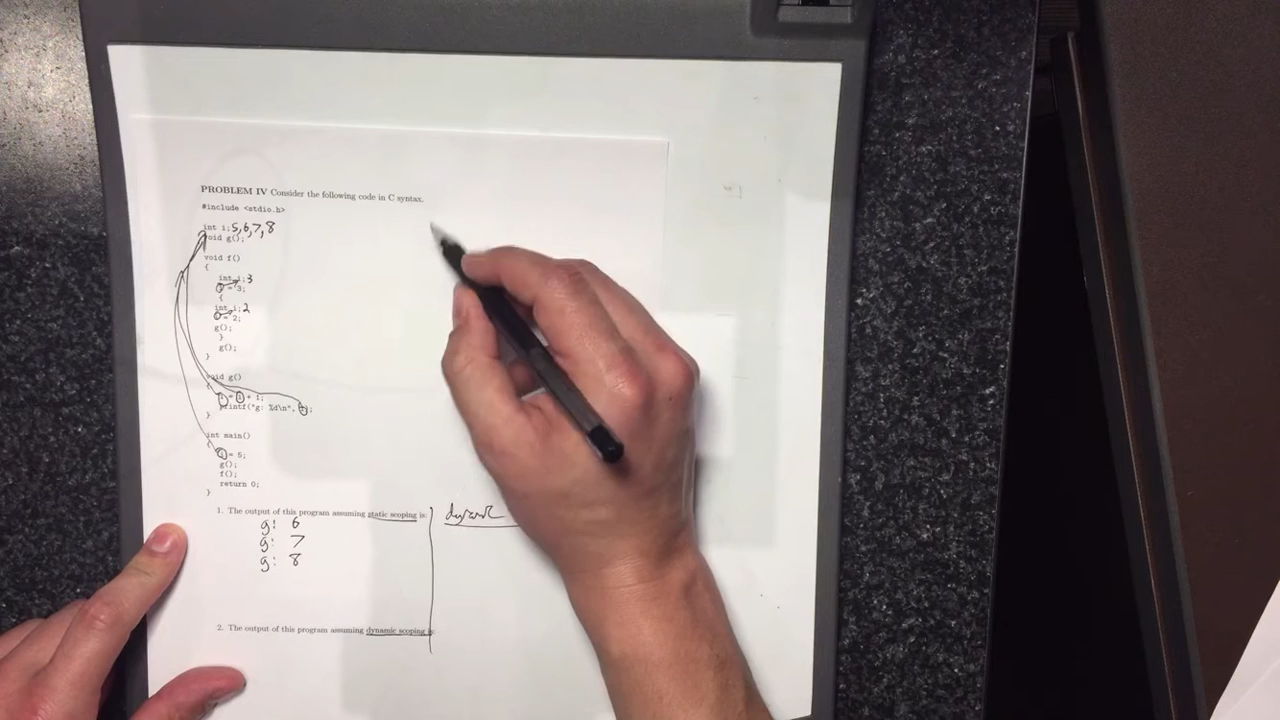 PROBLEM IV Consider the following code in C syntax.
#include <stdio.h>
int i; 5, 6, 7, 8
void g();
void f()
{
int i; 3
i = 3;
{
int i; 2
i = 2;
g();
}
g();
}
void g()
{
i = i + 1;
printf("g: %d\n", i);
}
int main()
{
i = 5;
g();
f();
return 0;
}
1. The output of this program assuming static scoping is:
g: 6
g: 7
g: 8
2. The output of this program assuming dynamic scoping is: